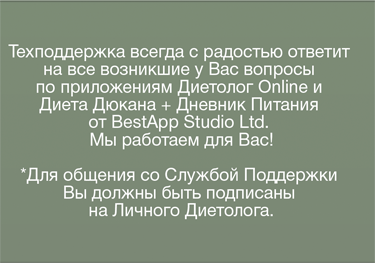 Техподдержка всегда с радостью ответит
на все возникшие у Вас вопросы
по приложениям Диетолог Online и
Диета Дюкана + Дневник Питания
от BestApp Studio Ltd.
Мы работаем для Вас!
*Для общения со Службой Поддержки
Вы должны быть подписаны
на Личного Диетолога.